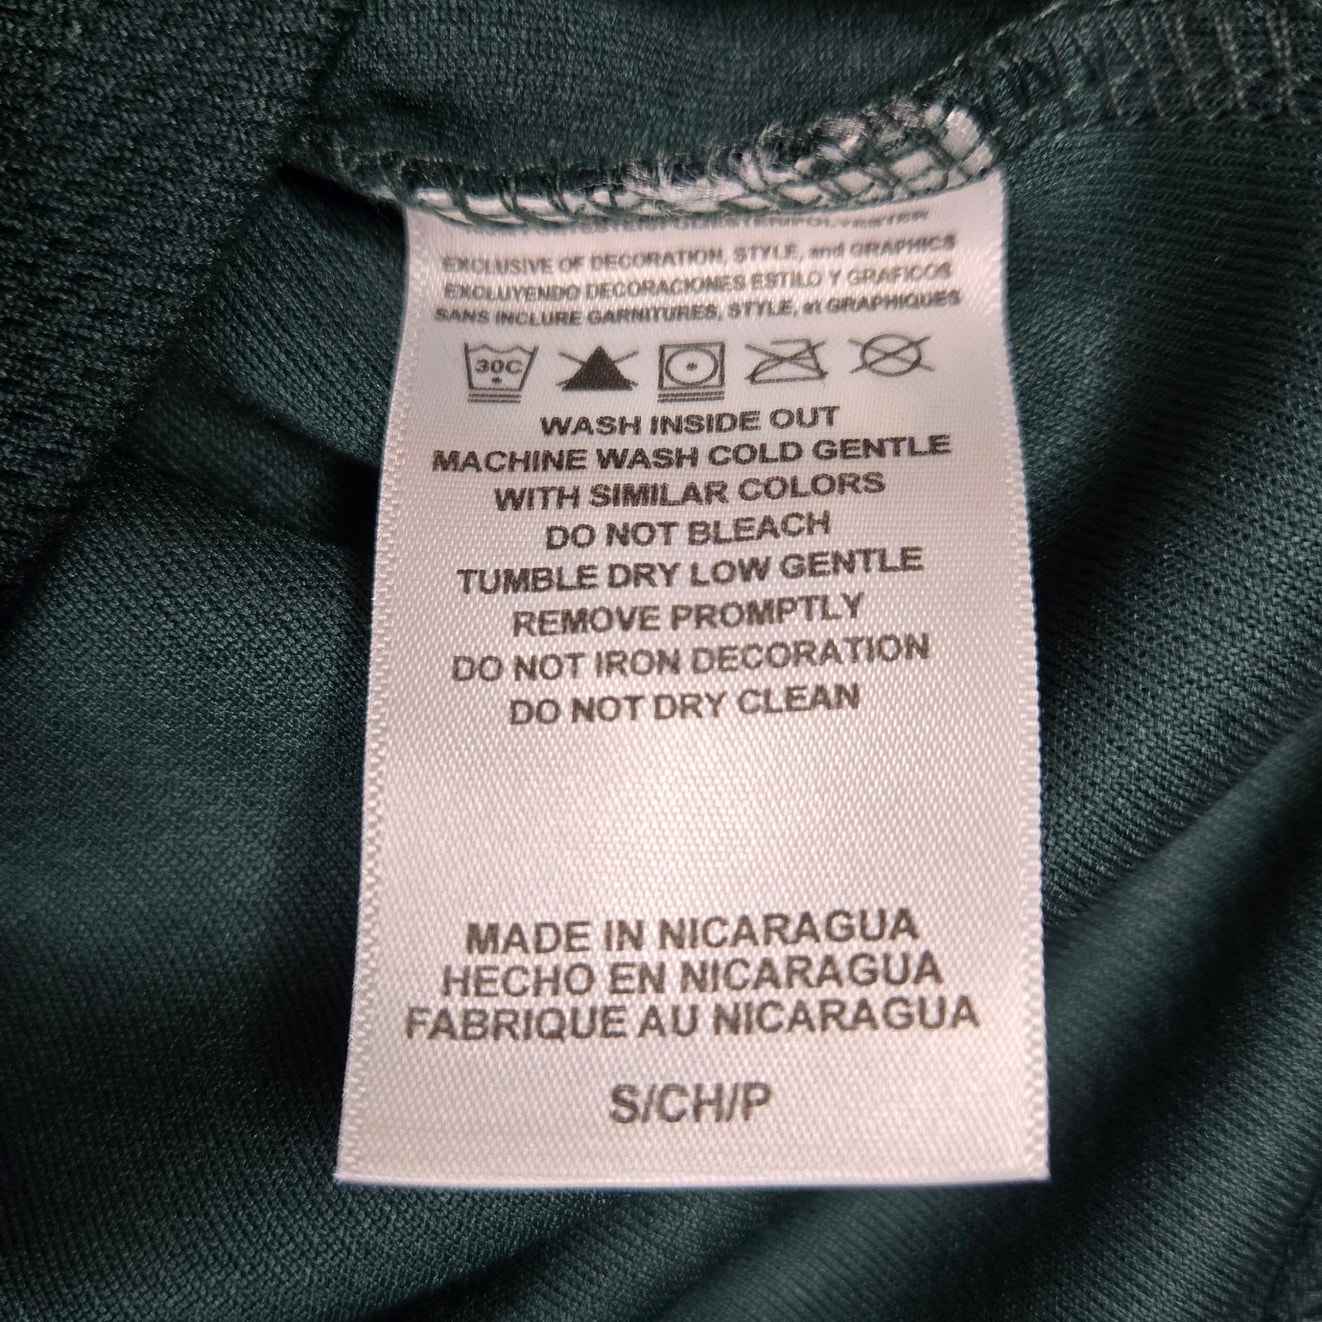 EXCLUSIVE OF DECORATION, STYLE, and GRAPHICS
EXCLUYENDO DECORACIONES ESTILO Y GRAFICOS
SANS INCLURE GARNITURES, STYLE, et GRAPHIQUES
30C
WASH INSIDE OUT
MACHINE WASH COLD GENTLE
WITH SIMILAR COLORS
DO NOT BLEACH
TUMBLE DRY LOW GENTLE
REMOVE PROMPTLY
DO NOT IRON DECORATION
DO NOT DRY CLEAN
MADE IN NICARAGUA
HECHO EN NICARAGUA
FABRIQUE AU NICARAGUA
S/CH/P